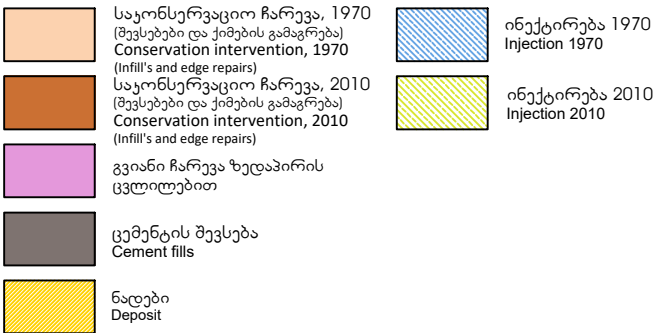 საკონსერვაციო ჩარევა, 1970
(შევსებები და ქიმების გამაგრება)
Conservation intervention, 1970
(Infill's and edge repairs)
საკონსერვაციო ჩარევა, 2010
(შევსებები და ქიმების გამაგრება)
Conservation intervention, 2010
(Infill's and edge repairs)
გვიანი ჩარევა ზედაპირის
ცვლილებით
ცემენტის შევსება
Cement fills
ნადები
Deposit
ინექტირება 1970
Injection 1970
ინექტირება 2010
Injection 2010